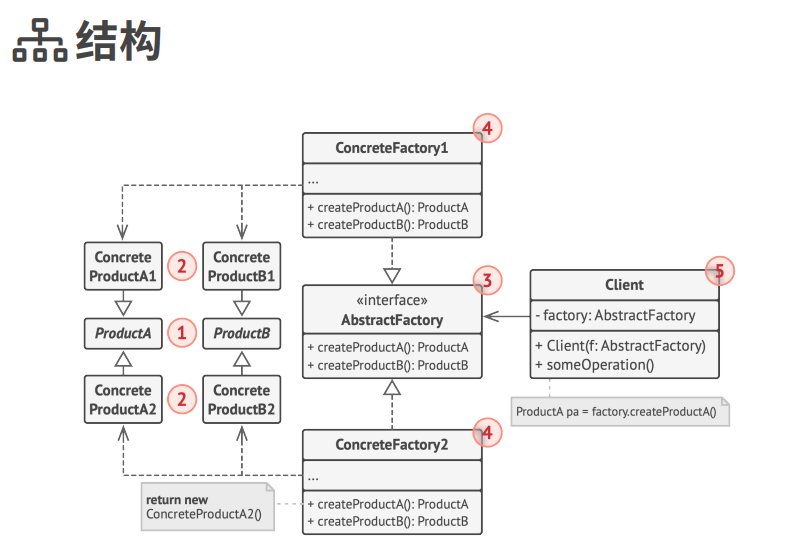 结构
4
ConcreteFactory1
...
+ createProductA(): ProductA
+ createProductB(): ProductB
Concrete
ProductA1
2
Concrete
ProductB1
3
«interface»
AbstractFactory
+ createProductA(): ProductA
+ createProductB(): ProductB
5
Client
- factory: AbstractFactory
+ Client(f: AbstractFactory)
+ someOperation()
ProductA
1
ProductB
Concrete
ProductA2
2
Concrete
ProductB2
ProductA pa = factory.createProductA()
4
ConcreteFactory2
...
+ createProductA(): ProductA
+ createProductB(): ProductB
return new
ConcreteProductA2()